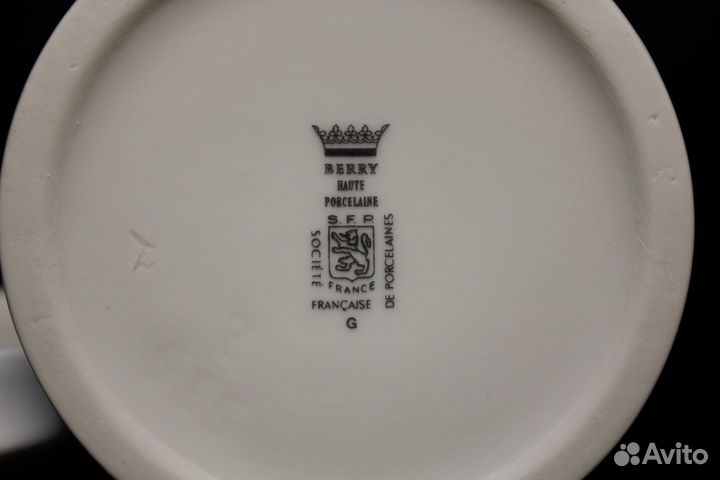 BERRY
HAUTE
PORCELAINE
S.F.P.
SOCIÉTÉ
FRANCE
FRANÇAISE
DE PORCELAINES
G
Avito